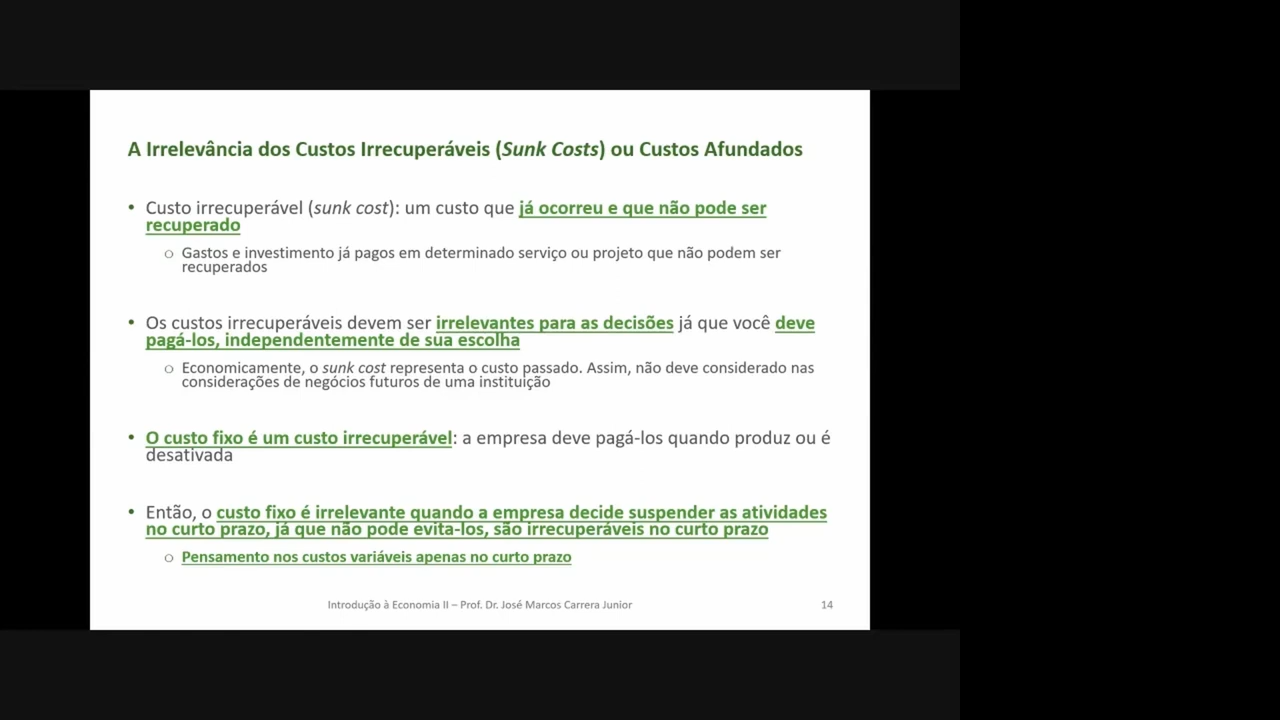 A Irrelevância dos Custos Irrecuperáveis (Sunk Costs) ou Custos Afundados
• Custo irrecuperável (sunk cost): um custo que já ocorreu e que não pode ser
recuperado
o Gastos e investimento já pagos em determinado serviço ou projeto que não podem ser
recuperados
• Os custos irrecuperáveis devem ser irrelevantes para as decisões já que você deve
pagá-los, independentemente de sua escolha
o Economicamente, o sunk cost representa o custo passado. Assim, não deve considerado nas
considerações de negócios futuros de uma instituição
• O custo fixo é um custo irrecuperável: a empresa deve pagá-los quando produz ou é
desativada
• Então, o custo fixo é irrelevante quando a empresa decide suspender as atividades
no curto prazo, já que não pode evita-los, são irrecuperáveis no curto prazo
o Pensamento nos custos variáveis apenas no curto prazo
Introdução à Economia II – Prof. Dr. José Marcos Carrera Junior
14